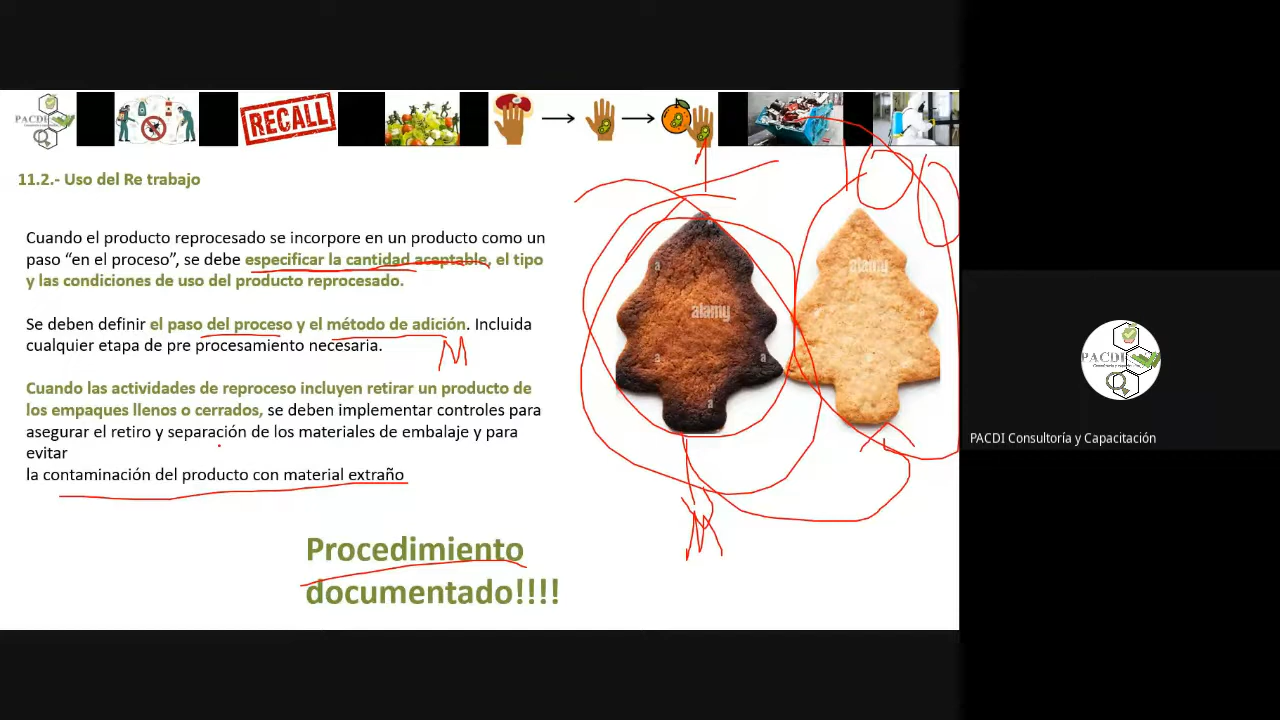 PACDI
RECALL
11.2.- Uso del Re trabajo
Cuando el producto reprocesado se incorpore en un producto como un
paso “en el proceso”, se debe especificar la cantidad aceptable, el tipo
y las condiciones de uso del producto reprocesado.
Se deben definir el paso del proceso y el método de adición. Incluida
cualquier etapa de pre procesamiento necesaria.
M
Cuando las actividades de reproceso incluyen retirar un producto de
los empaques llenos o cerrados, se deben implementar controles para
asegurar el retiro y separación de los materiales de embalaje y para
evitar
la contaminación del producto con material extraño
Procedimiento
documentado!!!!
a
alamy
a
a
a
alamy
100
PACDI
PACDI Consultoría y Capacitación